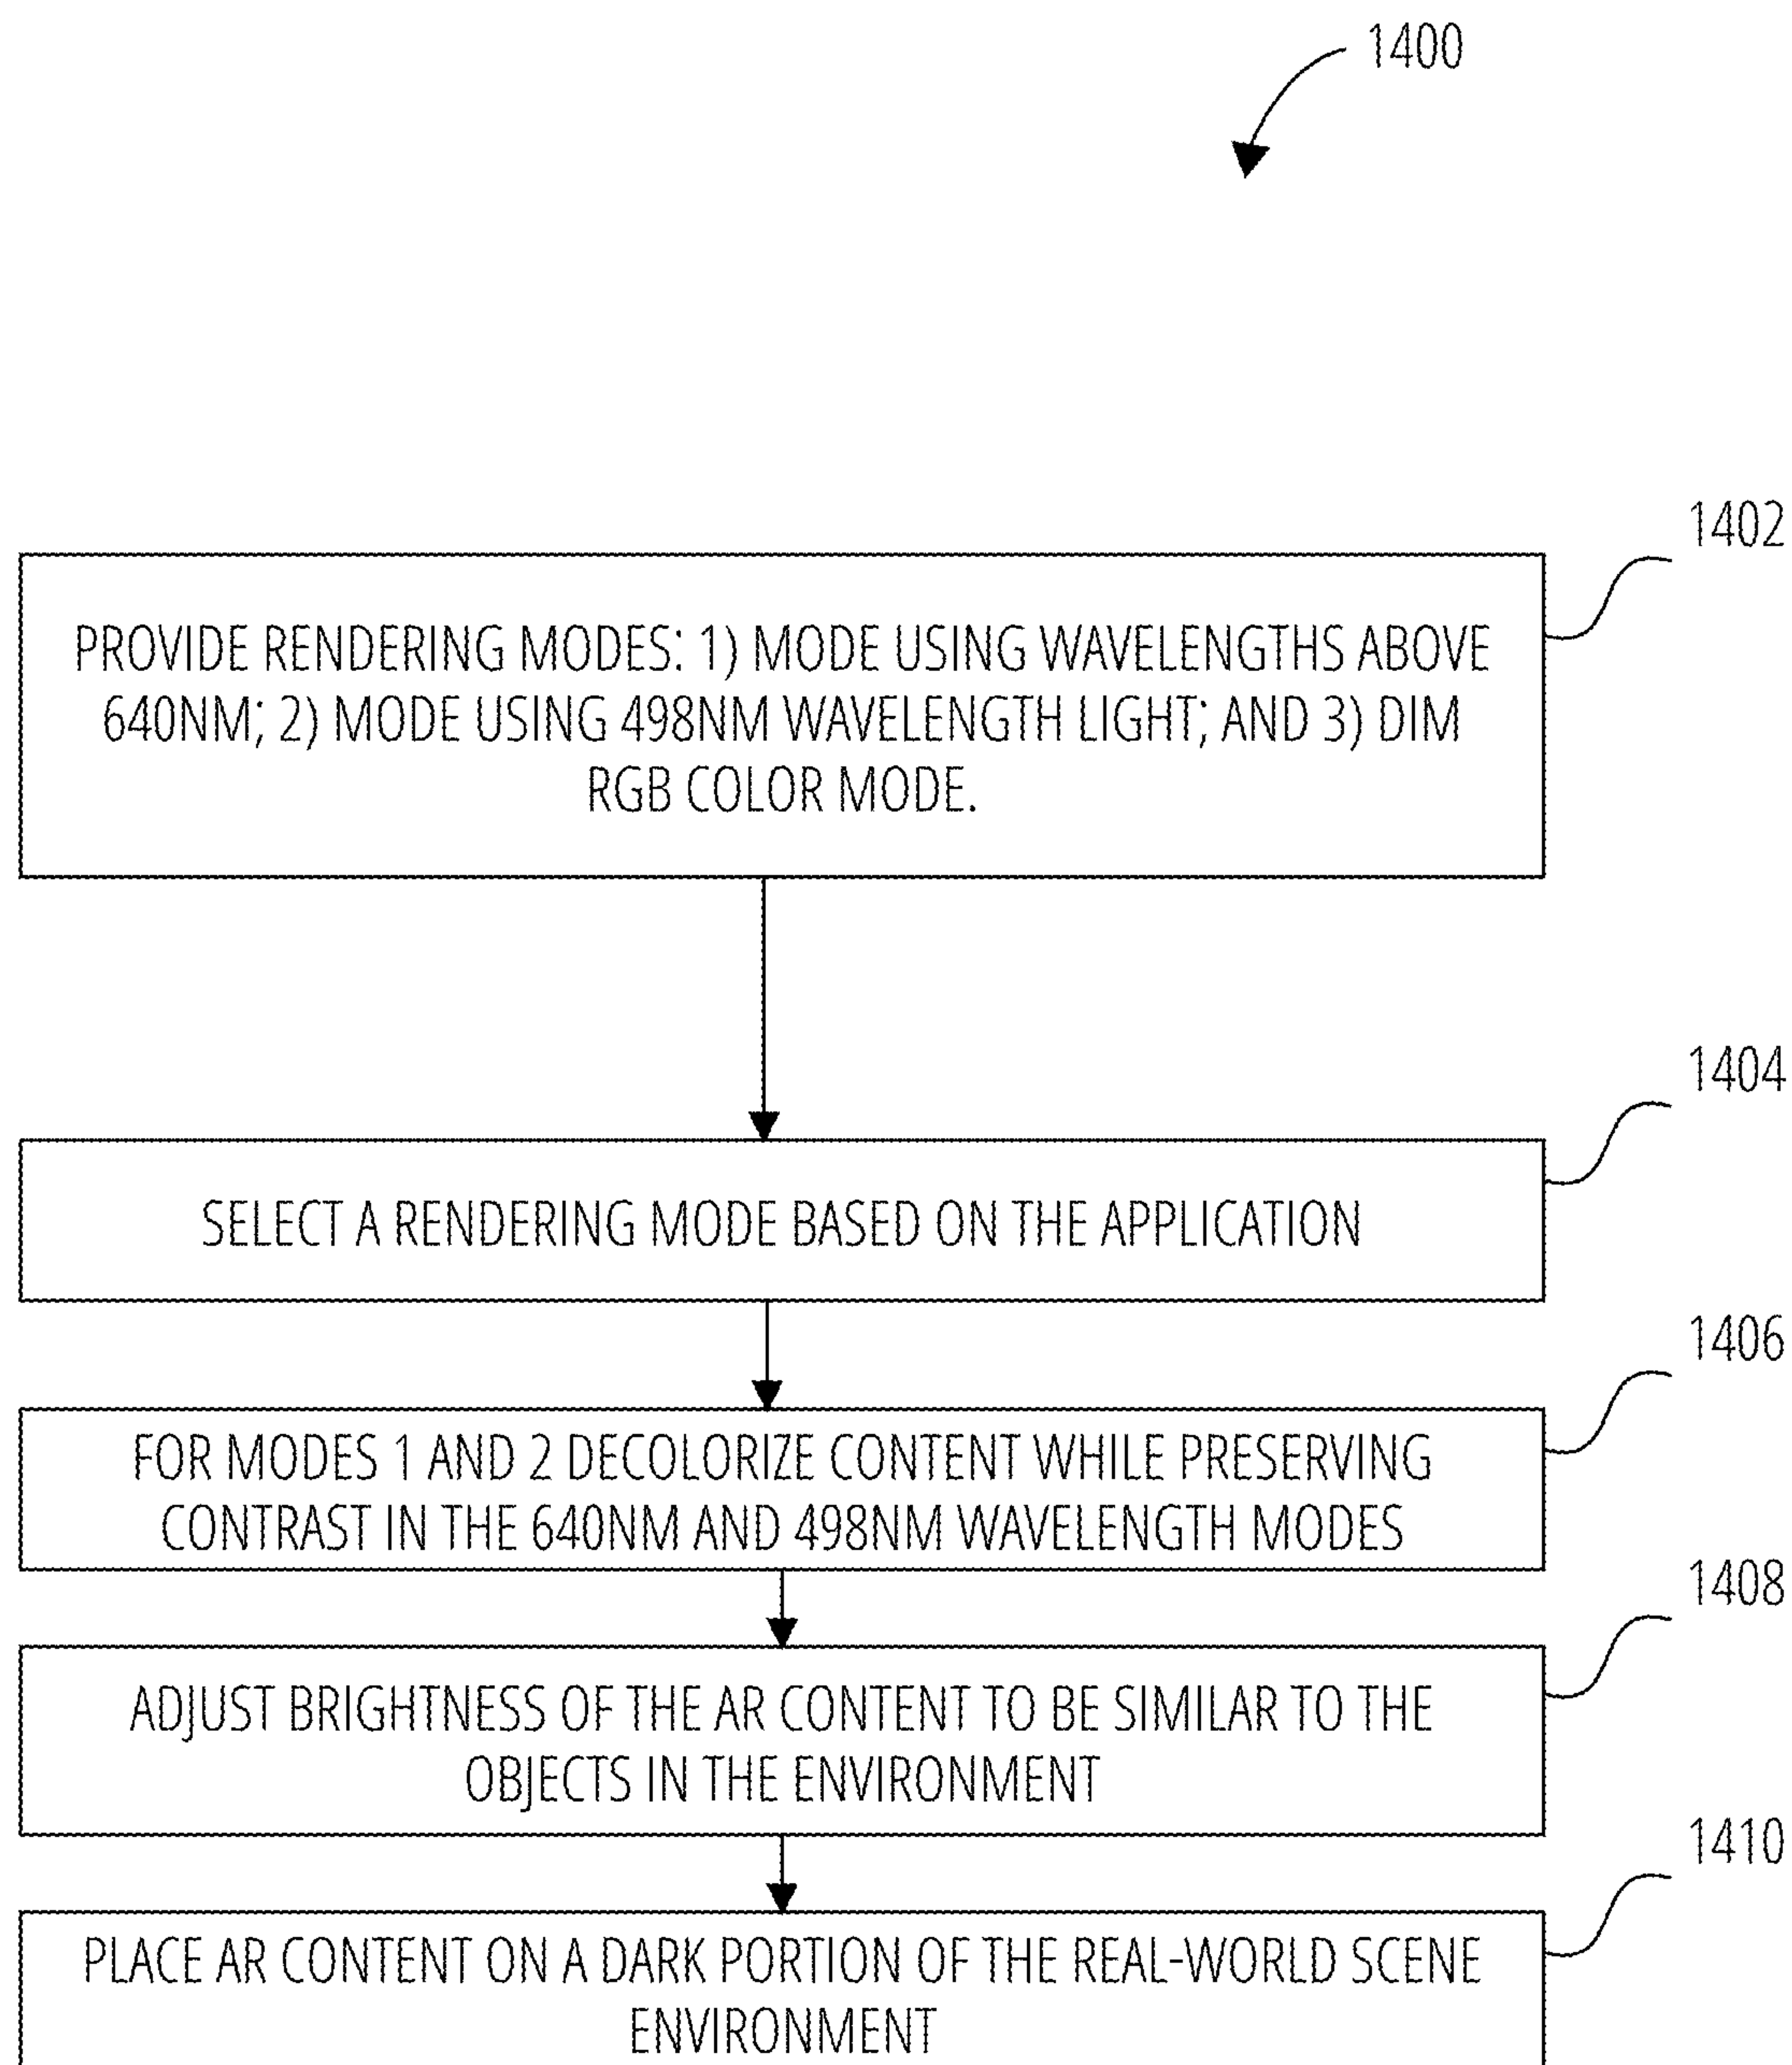 1400
1402
PROVIDE RENDERING MODES: 1) MODE USING WAVELENGTHS ABOVE
640NM; 2) MODE USING 498NM WAVELENGTH LIGHT; AND 3) DIM
RGB COLOR MODE.
1404
SELECT A RENDERING MODE BASED ON THE APPLICATION
1406
FOR MODES 1 AND 2 DECOLORIZE CONTENT WHILE PRESERVING
CONTRAST IN THE 640NM AND 498NM WAVELENGTH MODES
1408
ADJUST BRIGHTNESS OF THE AR CONTENT TO BE SIMILAR TO THE
OBJECTS IN THE ENVIRONMENT
1410
PLACE AR CONTENT ON A DARK PORTION OF THE REAL-WORLD SCENE
ENVIRONMENT